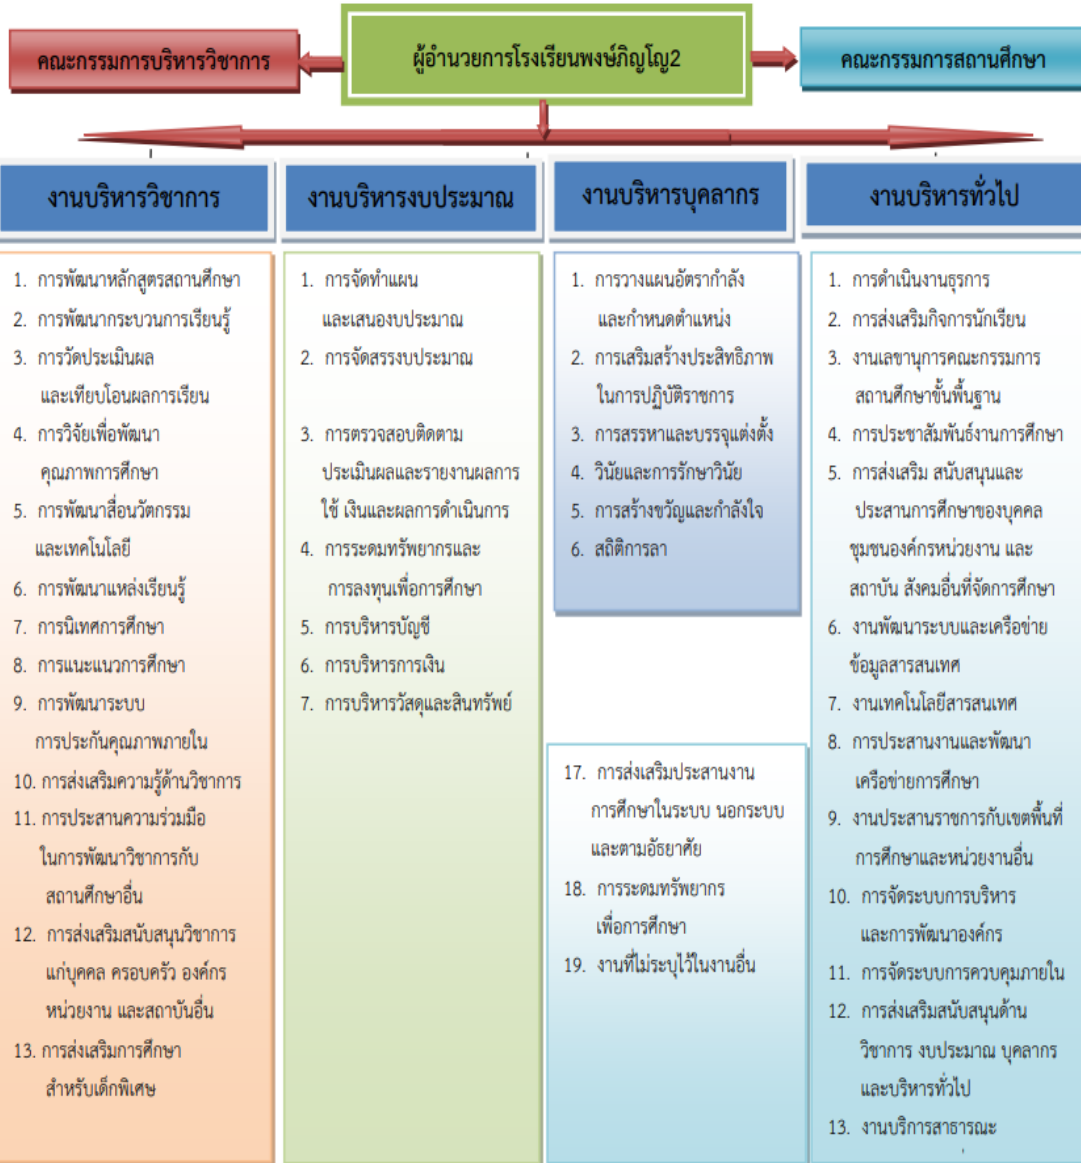 คณะกรรมการบริหารวิชาการ
ผู้อำนวยการโรงเรียนพงษ์ภิญโญ2
คณะกรรมการสถานศึกษา
งานบริหารวิชาการ
งานบริหารงบประมาณ
งานบริหารบุคลากร
งานบริหารทั่วไป
1. การพัฒนาหลักสูตรสถานศึกษา
2. การพัฒนากระบวนการเรียนรู้
3. การวัดประเมินผล
และเทียบโอนผลการเรียน
4. การวิจัยเพื่อพัฒนา
คุณภาพการศึกษา
5. การพัฒนาสื่อนวัตกรรม
และเทคโนโลยี
6. การพัฒนาแหล่งเรียนรู้
7. การนิเทศการศึกษา
8. การแนะแนวการศึกษา
9. การพัฒนาระบบ
การประกันคุณภาพภายใน
10. การส่งเสริมความรู้ด้านวิชาการ
11. การประสานความร่วมมือ
ในการพัฒนาวิชาการกับ
สถานศึกษาอื่น
12. การส่งเสริมสนับสนุนวิชาการ
แก่บุคคล ครอบครัว องค์กร
หน่วยงาน และสถาบันอื่น
13. การส่งเสริมการศึกษา
สำหรับเด็กพิเศษ
1. การจัดทำแผน
และเสนองบประมาณ
2. การจัดสรรงบประมาณ
3. การตรวจสอบติดตาม
ประเมินผลและรายงานผลการ
ใช้ เงินและผลการดำเนินการ
4. การระดมทรัพยากรและ
การลงทุนเพื่อการศึกษา
5. การบริหารบัญชี
6. การบริหารการเงิน
7. การบริหารวัสดุและสินทรัพย์
1. การวางแผนอัตรากำลัง
และกำหนดตำแหน่ง
2. การเสริมสร้างประสิทธิภาพ
ในการปฏิบัติราชการ
3. การสรรหาและบรรจุแต่งตั้ง
4. วินัยและการรักษาวินัย
5. การสร้างขวัญและกำลังใจ
6. สถิติการลา
17. การส่งเสริมประสานงาน
การศึกษาในระบบ นอกระบบ
และตามอัธยาศัย
18. การระดมทรัพยากร
เพื่อการศึกษา
19. งานที่ไม่ระบุไว้ในงานอื่น
1. การดำเนินงานธุรการ
2. การส่งเสริมกิจการนักเรียน
3. งานเลขานุการคณะกรรมการ
สถานศึกษาขั้นพื้นฐาน
4. การประชาสัมพันธ์งานการศึกษา
5. การส่งเสริม สนับสนุนและ
ประสานการศึกษาของบุคคล
ชุมชนองค์กรหน่วยงาน และ
สถาบัน สังคมอื่นที่จัดการศึกษา
6. งานพัฒนาระบบและเครือข่าย
ข้อมูลสารสนเทศ
7. งานเทคโนโลยีสารสนเทศ
8. การประสานงานและพัฒนา
เครือข่ายการศึกษา
9. งานประสานราชการกับเขตพื้นที่
การศึกษาและหน่วยงานอื่น
10. การจัดระบบการบริหาร
และการพัฒนาองค์กร
11. การจัดระบบการควบคุมภายใน
12. การส่งเสริมสนับสนุนด้าน
วิชาการ งบประมาณ บุคลากร
และบริหารทั่วไป
13. งานบริการสาธารณะ